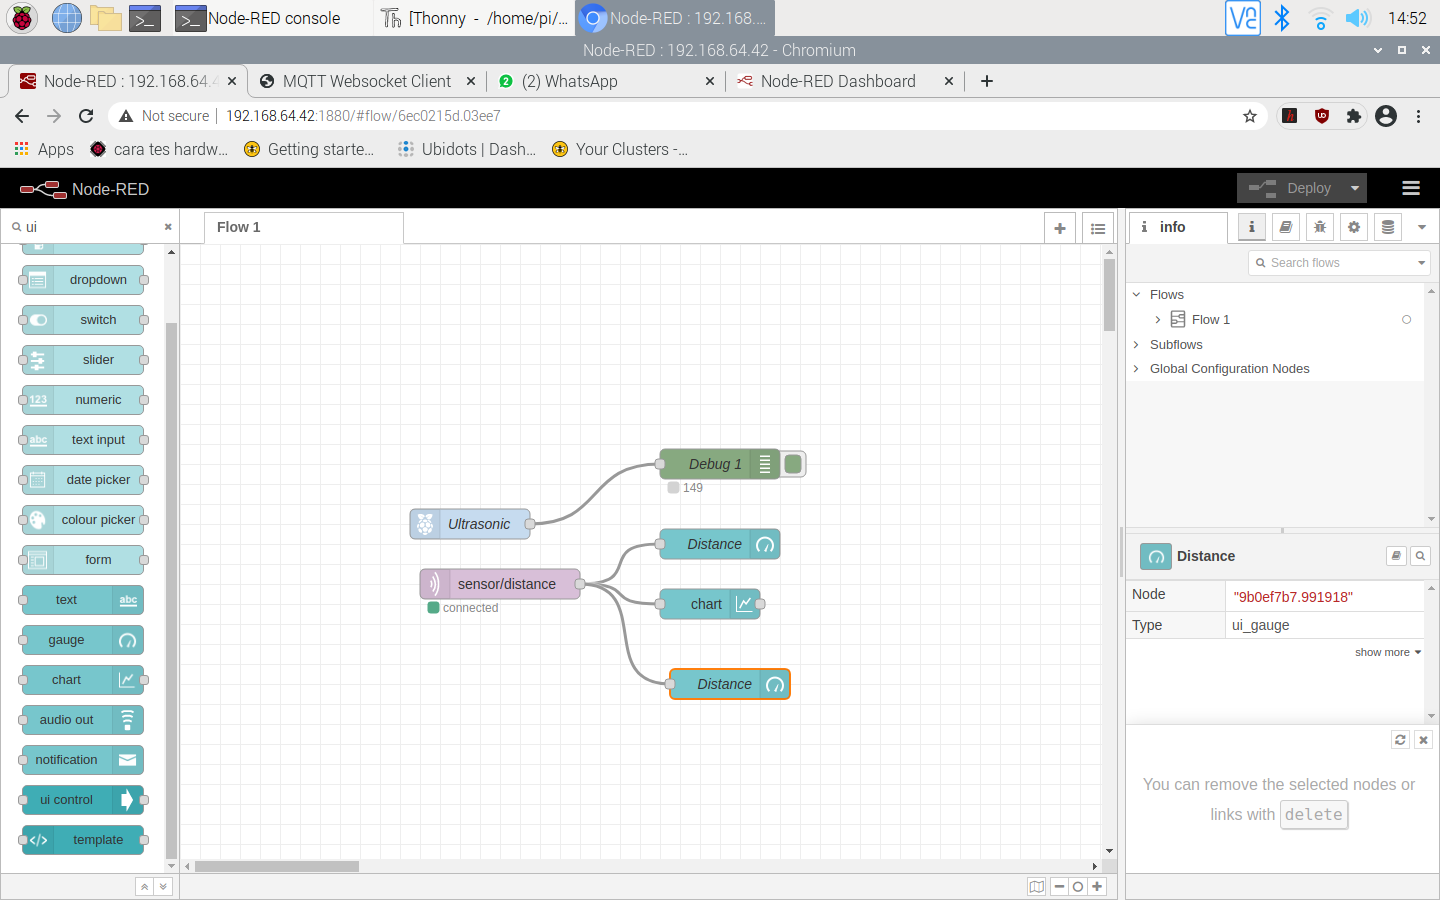 Node-RED console
[Thonny - /home/pi/...
Node-RED : 192.168....
14:52
Node-RED : 192.168.64.42 - Chromium
Node-RED : 192.168.64.4
MQTT Websocket Client
(2) WhatsApp
Node-RED Dashboard
Not secure
192.168.64.42:1880/#flow/6ec0215d.03ee7
Apps
cara tes hardw...
Getting starte...
Ubidots | Dash...
Your Clusters -...
Node-RED
Deploy
ui
Flow 1
info
Search flows
dropdown
switch
slider
numeric
text input
date picker
colour picker
form
text
gauge
chart
audio out
notification
ui control
template
Debug 1
149
Ultrasonic
Distance
sensor/distance
connected
chart
Distance
Flows
Flow 1
Subflows
Global Configuration Nodes
Distance
Node
"9b0ef7b7.991918"
Type
ui_gauge
show more
You can remove the selected nodes or
links with delete